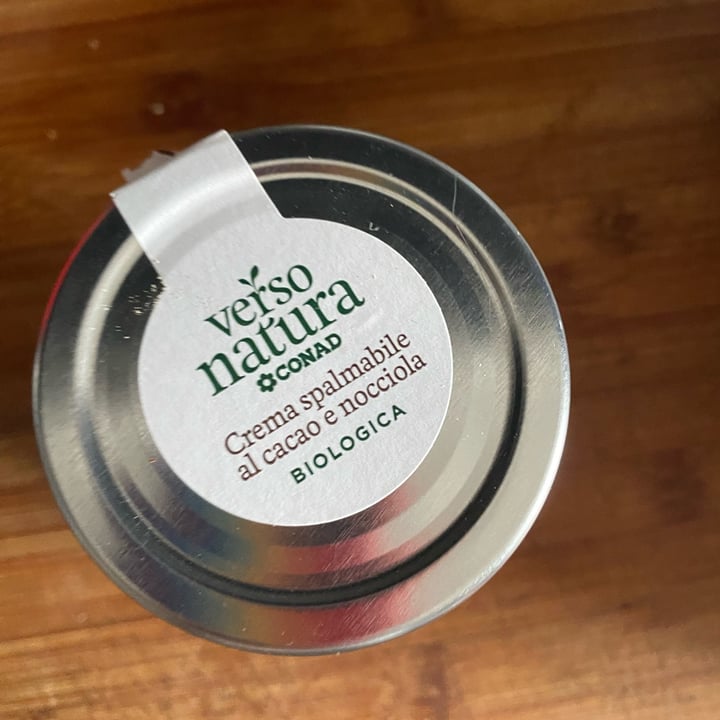 verso
natura
CONAD
Crema spalmabile
al cacao e nocciola
BIOLOGICA